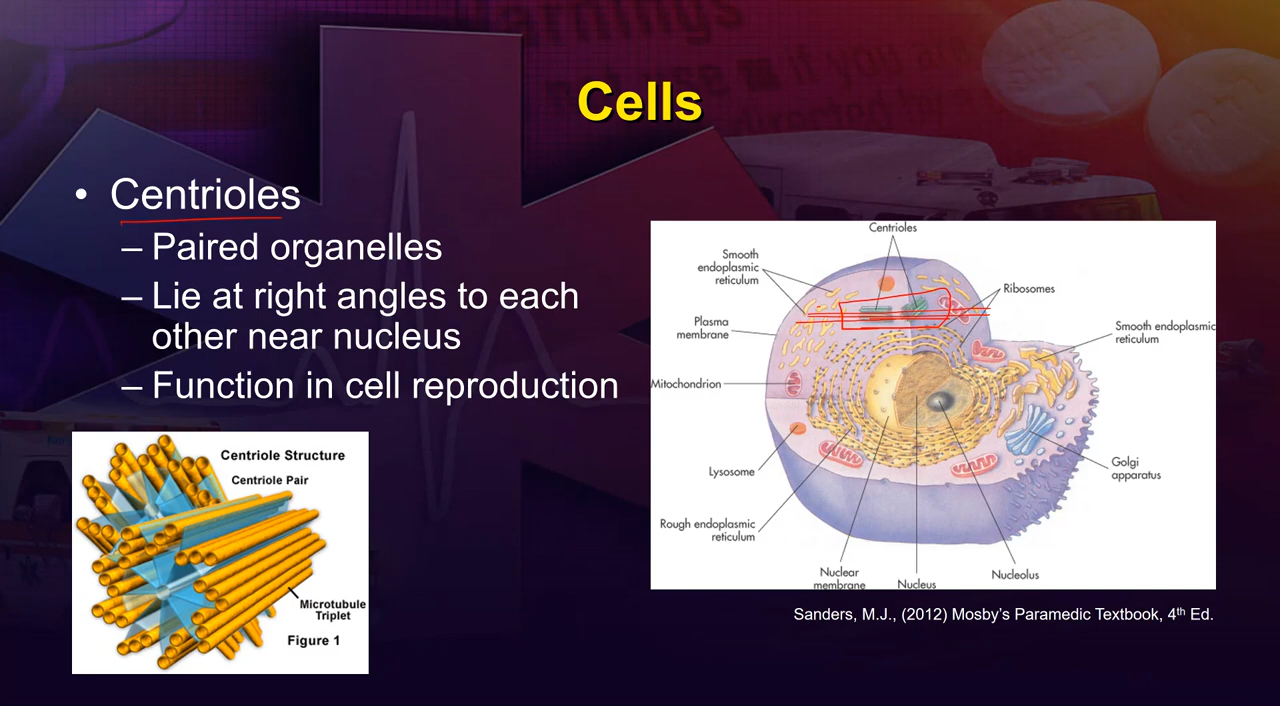 Cells
• Centrioles
– Paired organelles
– Lie at right angles to each
other near nucleus
– Function in cell reproduction
Centriole Structure
Centriole Pair
Microtubule
Triplet
Figure 1
Centrioles
Smooth
endoplasmic
reticulum
Ribosomes
Plasma
membrane
Smooth endoplasmic
reticulum
Mitochondrion
Lysosome
Golgi
apparatus
Rough endoplasmic
reticulum
Nuclear
membrane
Nucleus
Nucleolus
Sanders, M.J., (2012) Mosby’s Paramedic Textbook, 4th Ed.